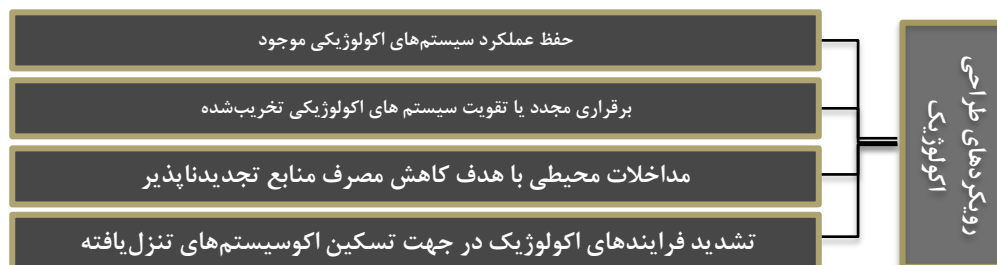 رویکردهای طراحی
اکولوژیک
حفظ عملکرد سیستم‌های اکولوژیکی موجود
برقراری مجدد یا تقویت سیستم های اکولوژیکی تخریب‌شده
مداخلات محیطی با هدف کاهش مصرف منابع تجدیدناپذیر
تشدید فرایندهای اکولوژیک در جهت تسکین اکوسیستم‌های تنزل‌یافته